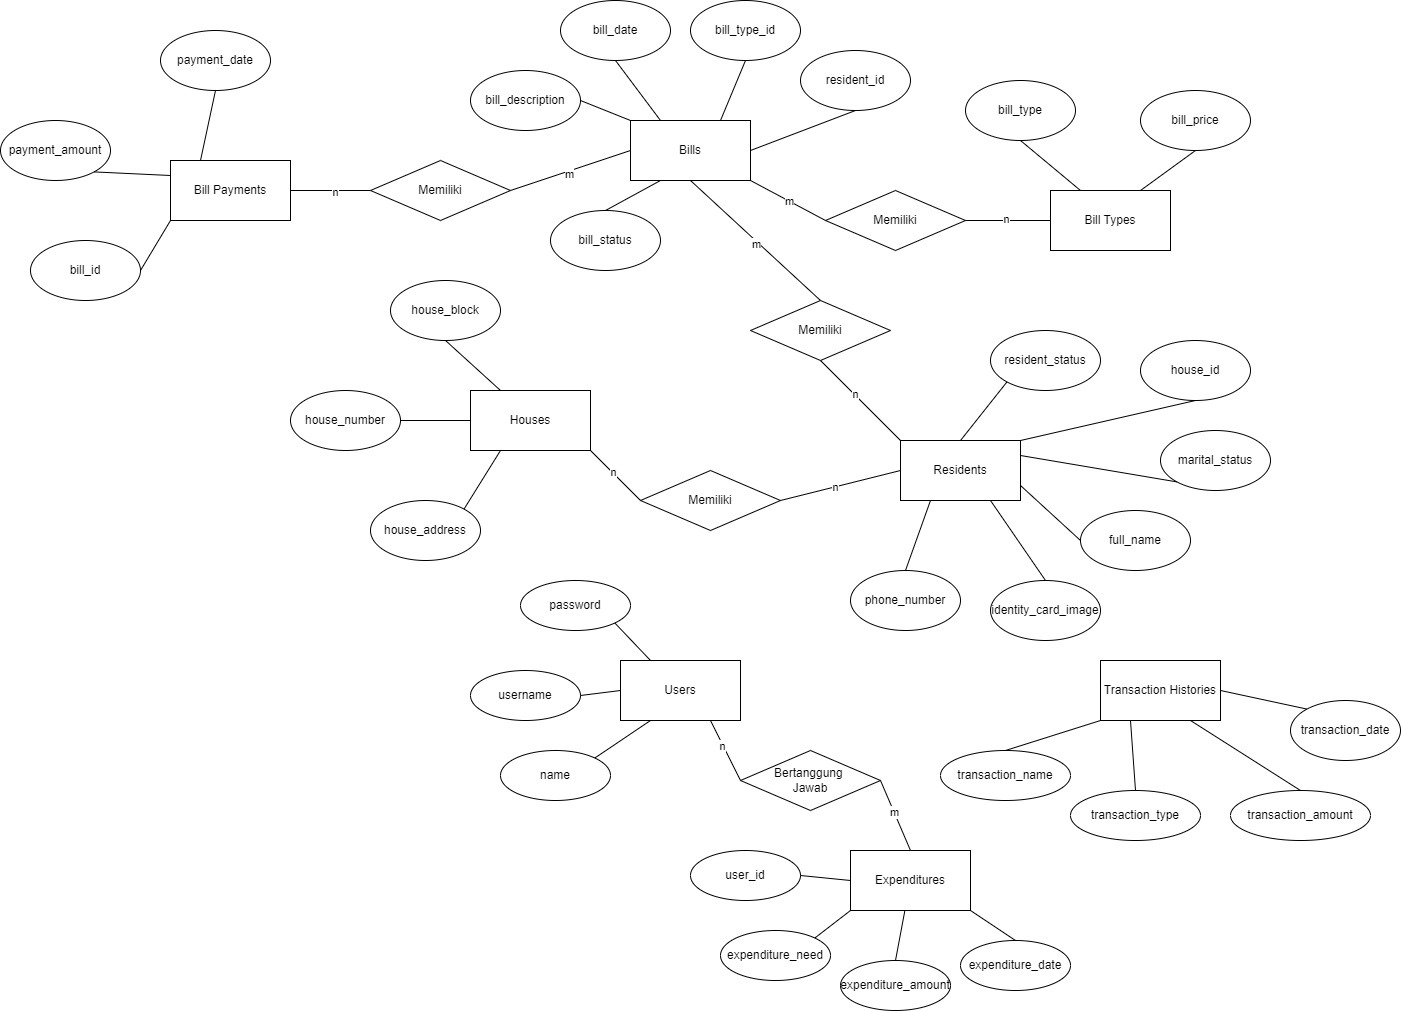 bill_date
bill_type_id
payment_date
resident_id
bill_description
bill_type
bill_price
payment_amount
Bills
Bill Payments
n
Memiliki
m
m
Memiliki
n
Bill Types
bill_status
m
bill_id
house_block
Memiliki
resident_status
house_id
n
house_number
Houses
marital_status
Residents
n
Memiliki
n
house_address
full_name
phone_number
identity_card_image
password
username
Users
Transaction Histories
transaction_date
n
name
Bertanggung
Jawab
transaction_name
m
transaction_type
transaction_amount
user_id
Expenditures
expenditure_need
expenditure_date
expenditure_amount